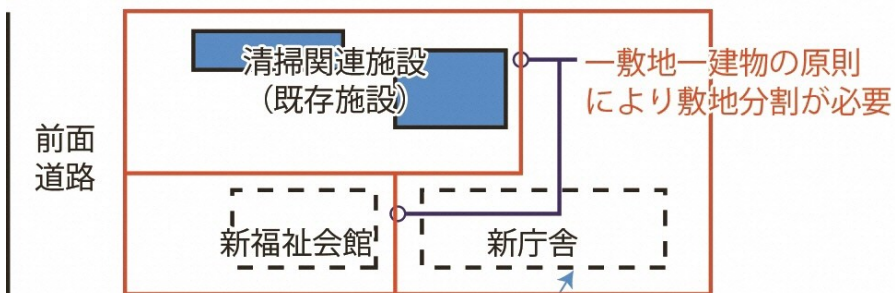 清掃関連施設
（既存施設）
一敷地一建物の原則
により敷地分割が必要
前面
道路
新福祉会館
新庁舎